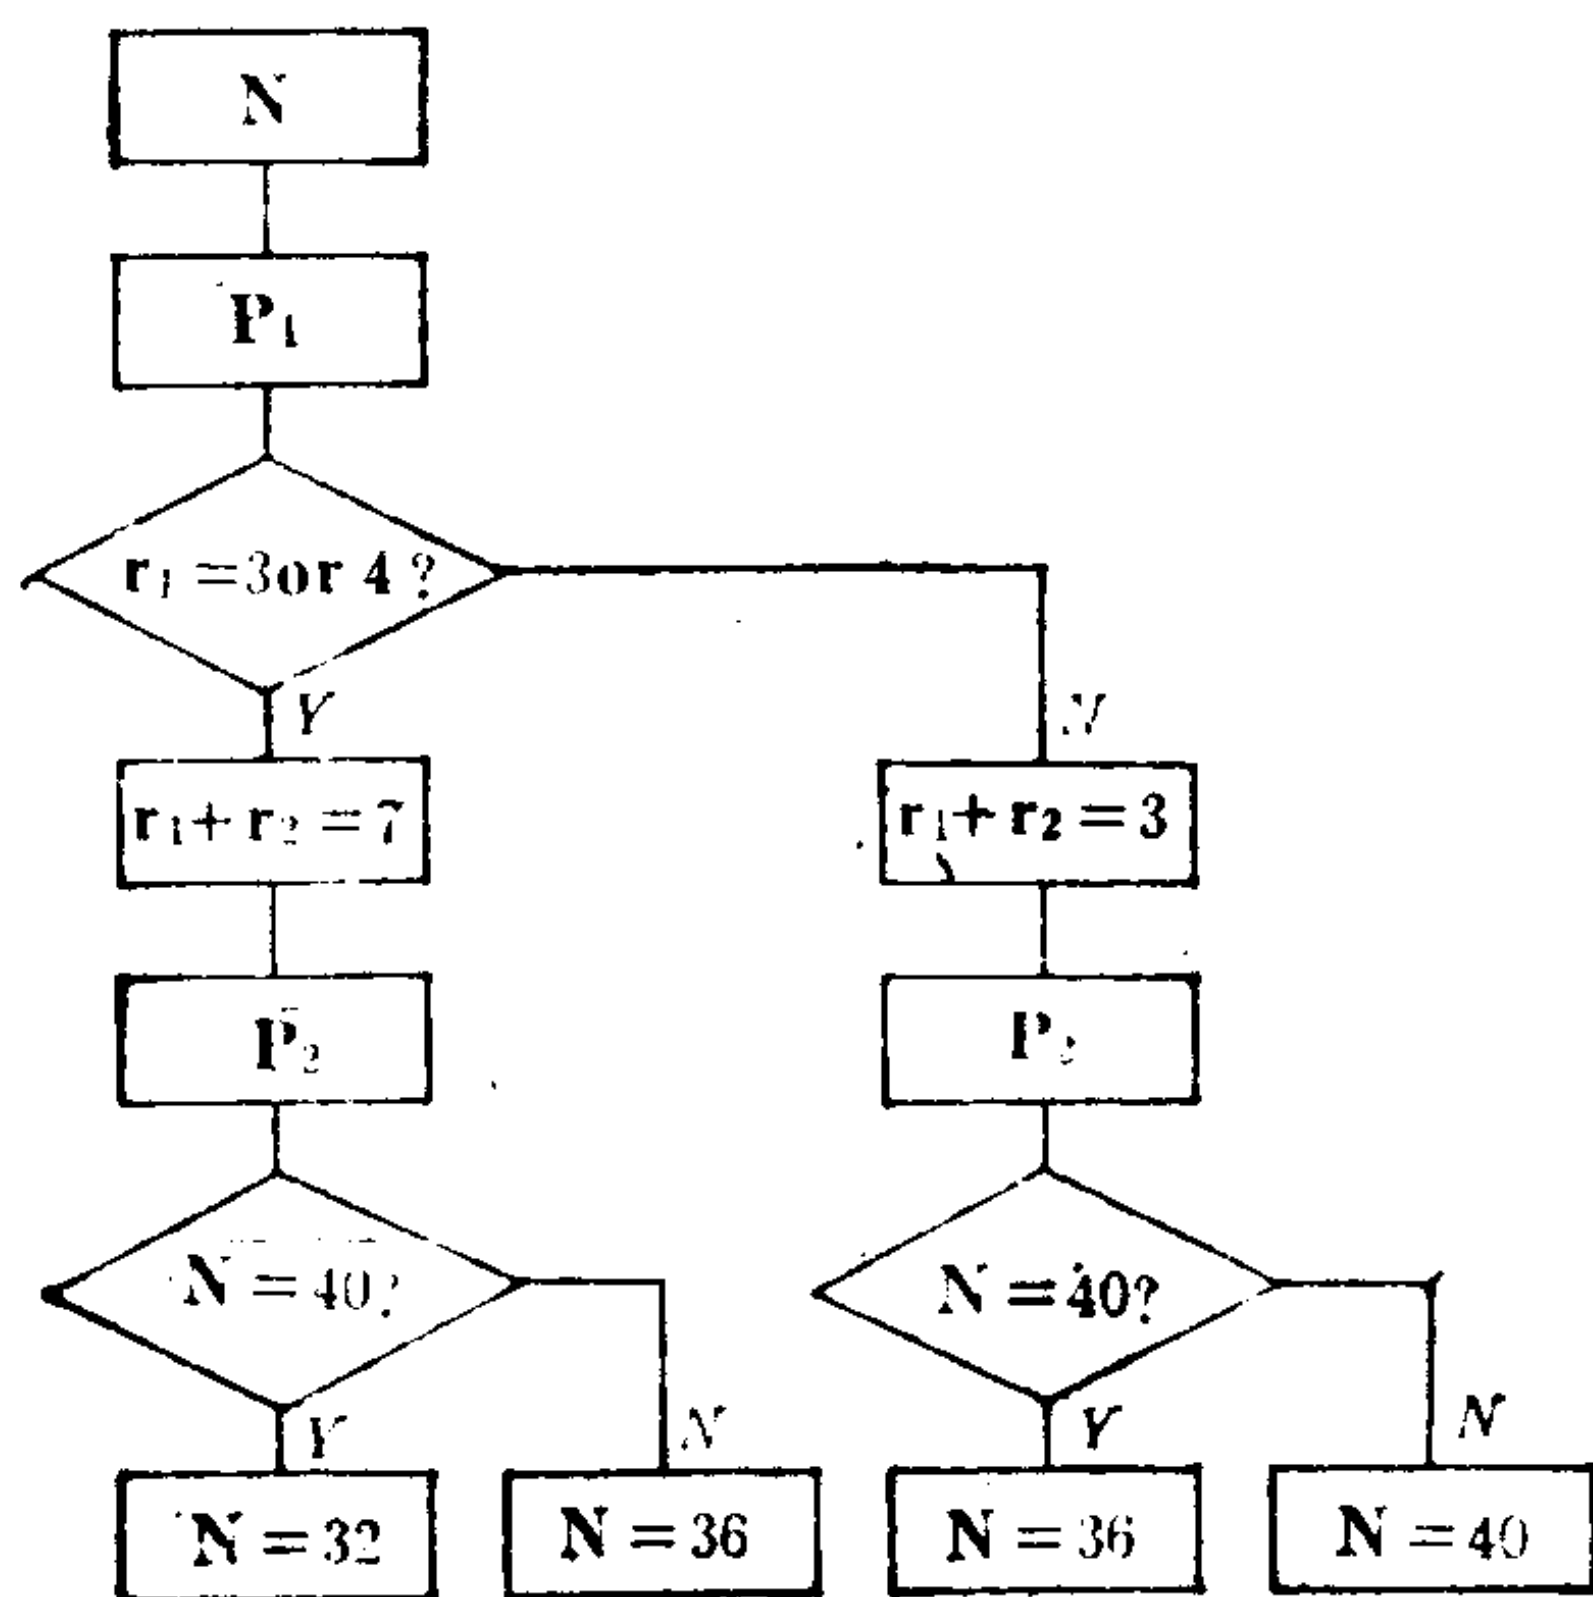 N
P₁
r₁ = 3 or 4 ?
Y
N
r₁ + r₂ = 7
r₁ + r₂ = 3
P₂
P₂
N = 40?
N = 40?
Y
N
Y
N
N = 32
N = 36
N = 36
N = 40